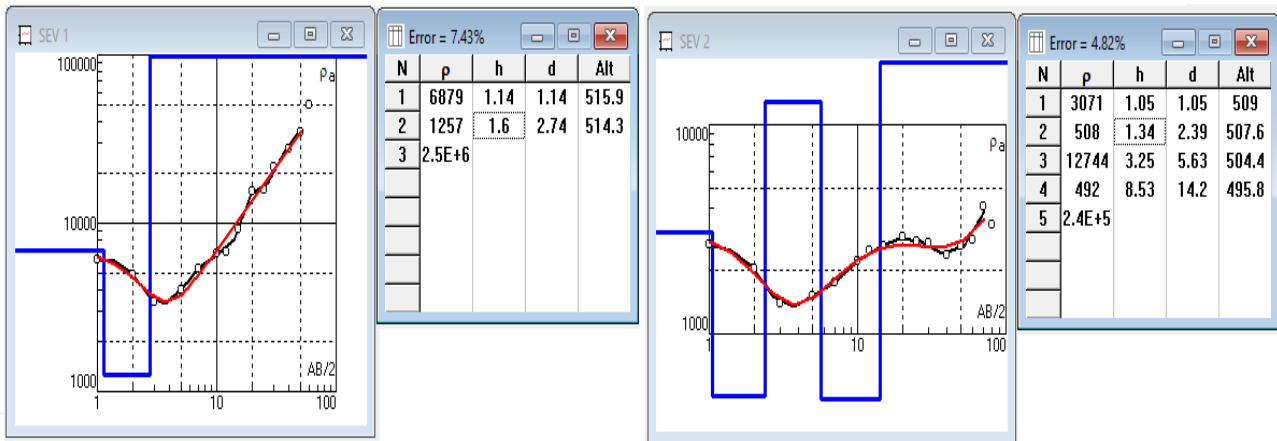 SEV 1
100000
ρa
10000
1000
AB/2
1 10 100
Error = 7.43%
N ρ h d Alt
1 6879 1.14 1.14 515.9
2 1257 1.6 2.74 514.3
3 2.5E+6
SEV 2
10000
ρa
1000
AB/2
1 10 100
Error = 4.82%
N ρ h d Alt
1 3071 1.05 1.05 509
2 508 1.34 2.39 507.6
3 12744 3.25 5.63 504.4
4 492 8.53 14.2 495.8
5 2.4E+5